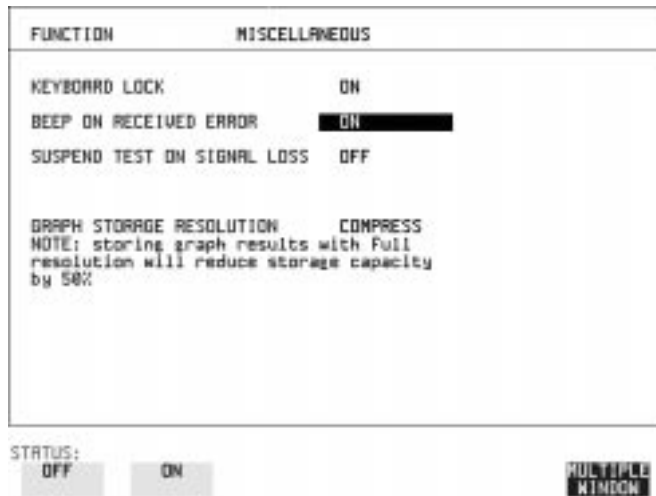 FUNCTION MISCELLANEOUS
KEYBOARD LOCK ON
BEEP ON RECEIVED ERROR ON
SUSPEND TEST ON SIGNAL LOSS OFF
GRAPH STORAGE RESOLUTION COMPRESS
NOTE: storing graph results with Full
resolution will reduce storage capacity
by 50%
STATUS:
OFF ON MULTIPLE
WINDOW